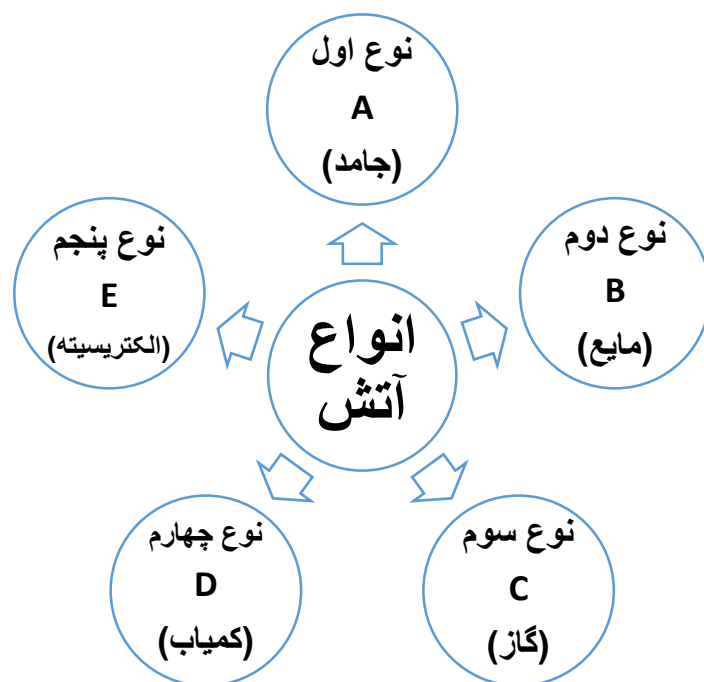 انواع
آتش
نوع اول
A
(جامد)
نوع دوم
B
(مایع)
نوع سوم
C
(گاز)
نوع چهارم
D
(کمیاب)
نوع پنجم
E
(الکتریسیته)